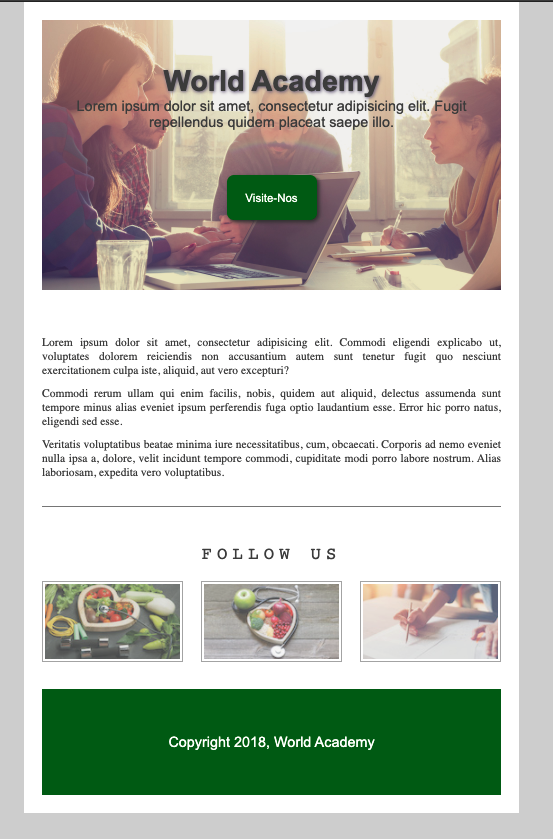 World Academy
Lorem ipsum dolor sit amet, consectetur adipisicing elit. Fugit
repellendus quidem placeat saepe illo.
Visite-Nos
Lorem ipsum dolor sit amet, consectetur adipisicing elit. Commodi eligendi explicabo ut,
voluptates dolorem reiciendis non accusantium autem sunt tenetur fugit quo nesciunt
exercitationem culpa iste, aliquid, aut vero excepturi?
Commodi rerum ullam qui enim facilis, nobis, quidem aut aliquid, delectus assumenda sunt
tempore minus alias eveniet ipsum perferendis fuga optio laudantium esse. Error hic porro natus,
eligendi sed esse.
Veritatis voluptatibus beatae minima iure necessitatibus, cum, obcaecati. Corporis ad nemo eveniet
nulla ipsa a, dolore, velit incidunt tempore commodi, cupiditate modi porro labore nostrum. Alias
laboriosam, expedita vero voluptatibus.
FOLLOW US
Copyright 2018, World Academy